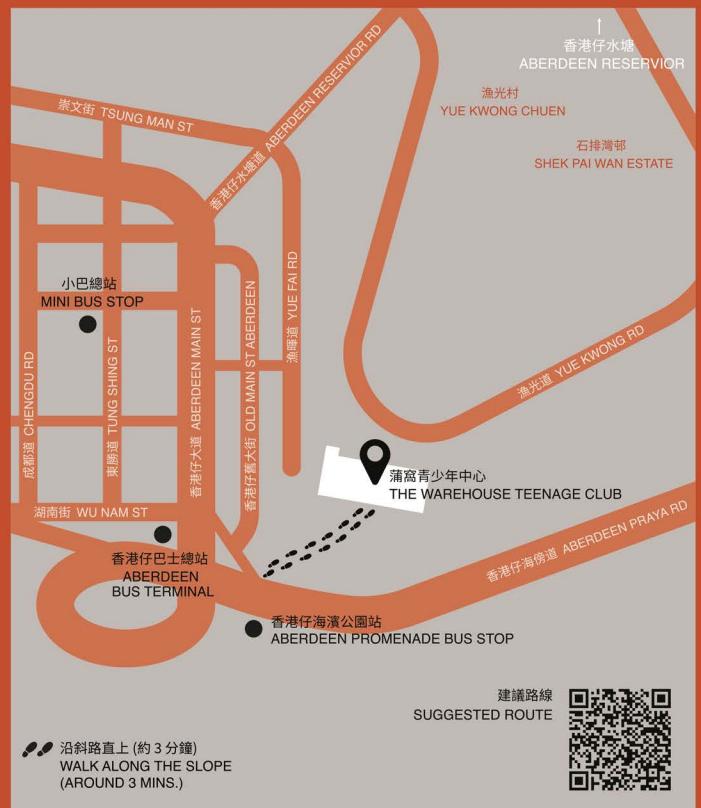 香港仔水塘
ABERDEEN RESERVIOR
漁光村
YUE KWONG CHUEN
石排灣邨
SHEK PAI WAN ESTATE
崇文街 TSUNG MAN ST
香港仔水塘道 ABERDEEN RESERVIOR RD
小巴總站
MINI BUS STOP
成都道 CHENGDU RD
東勝道 TUNG SHING ST
香港仔大道 ABERDEEN MAIN ST
香港仔舊大街 OLD MAIN ST ABERDEEN
漁暉道 YUE FAI RD
漁光道 YUE KWONG RD
蒲窩青少年中心
THE WAREHOUSE TEENAGE CLUB
湖南街 WU NAM ST
香港仔海傍道 ABERDEEN PRAYA RD
香港仔巴士總站
ABERDEEN
BUS TERMINAL
香港仔海濱公園站
ABERDEEN PROMENADE BUS STOP
建議路線
SUGGESTED ROUTE
沿斜路直上 (約 3 分鐘)
WALK ALONG THE SLOPE
(AROUND 3 MINS.)